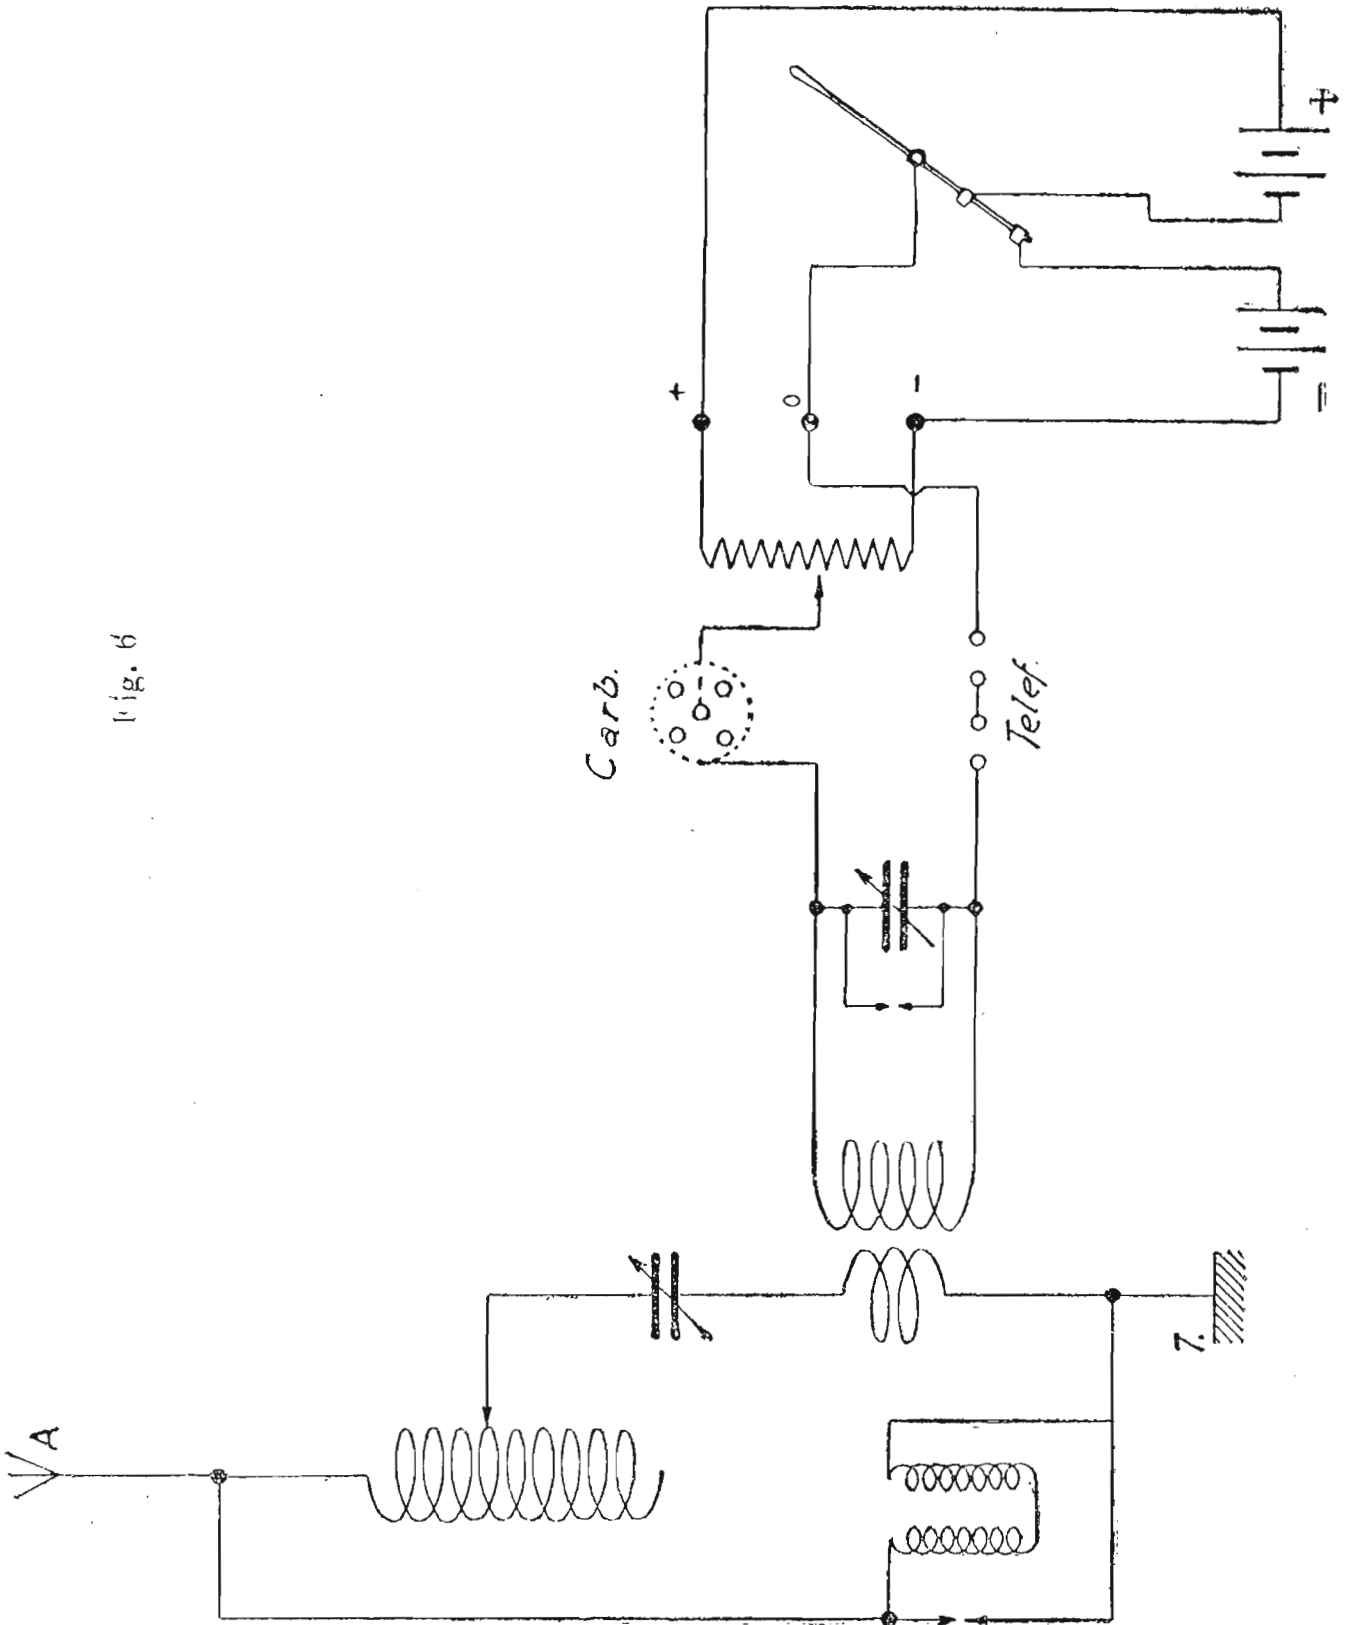 Fig. 6
A
T.
Carb.
Telef.
+
0
-
+
=